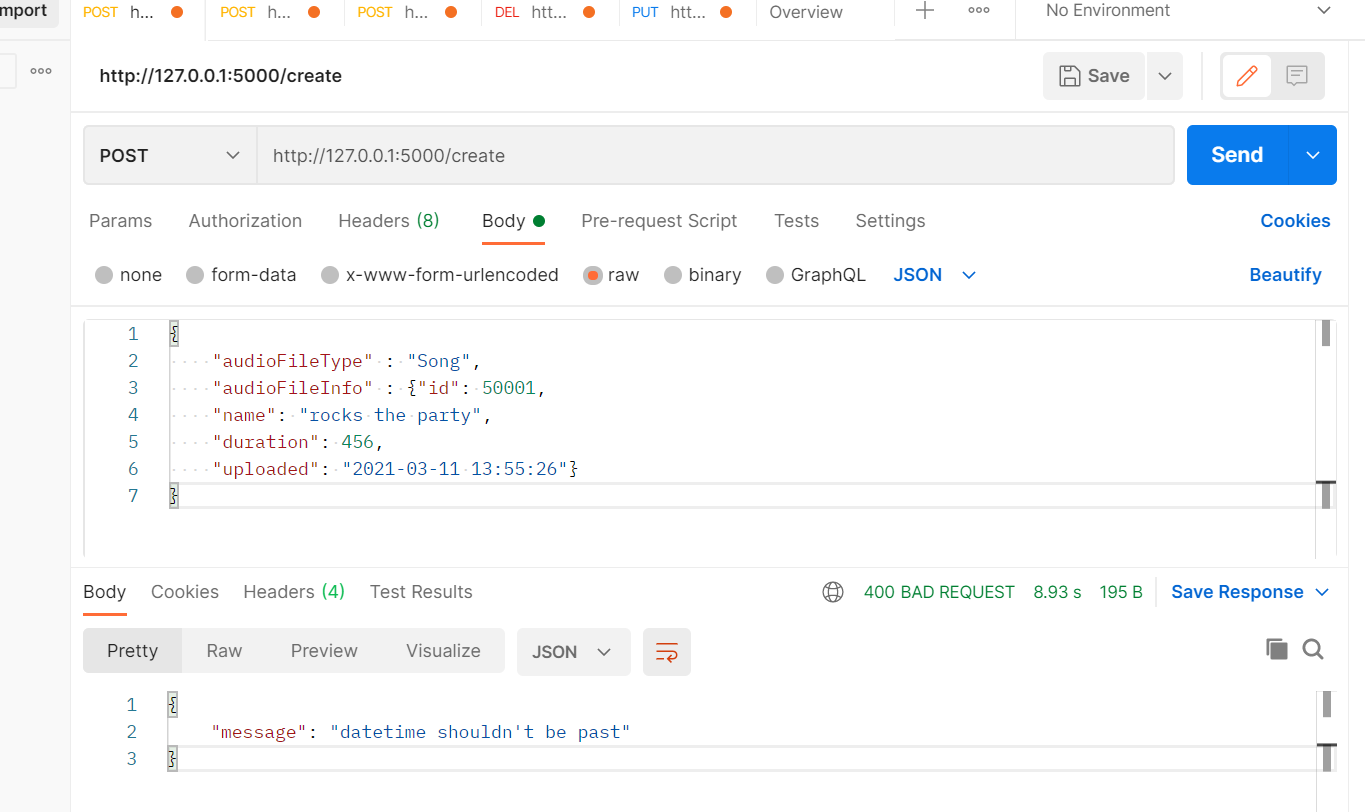 mport POST h... POST h... POST h... DEL htt... PUT htt... Overview No Environment
http://127.0.0.1:5000/create Save
POST http://127.0.0.1:5000/create Send
Params Authorization Headers (8) Body Pre-request Script Tests Settings Cookies
none form-data x-www-form-urlencoded raw binary GraphQL JSON Beautify
1 {
2 "audioFileType" : "Song",
3 "audioFileInfo" : {"id": 50001,
4 "name": "rocks the party",
5 "duration": 456,
6 "uploaded": "2021-03-11 13:55:26"}
7 }
Body Cookies Headers (4) Test Results 400 BAD REQUEST 8.93 s 195 B Save Response
Pretty Raw Preview Visualize JSON
1 {
2 "message": "datetime shouldn't be past"
3 }